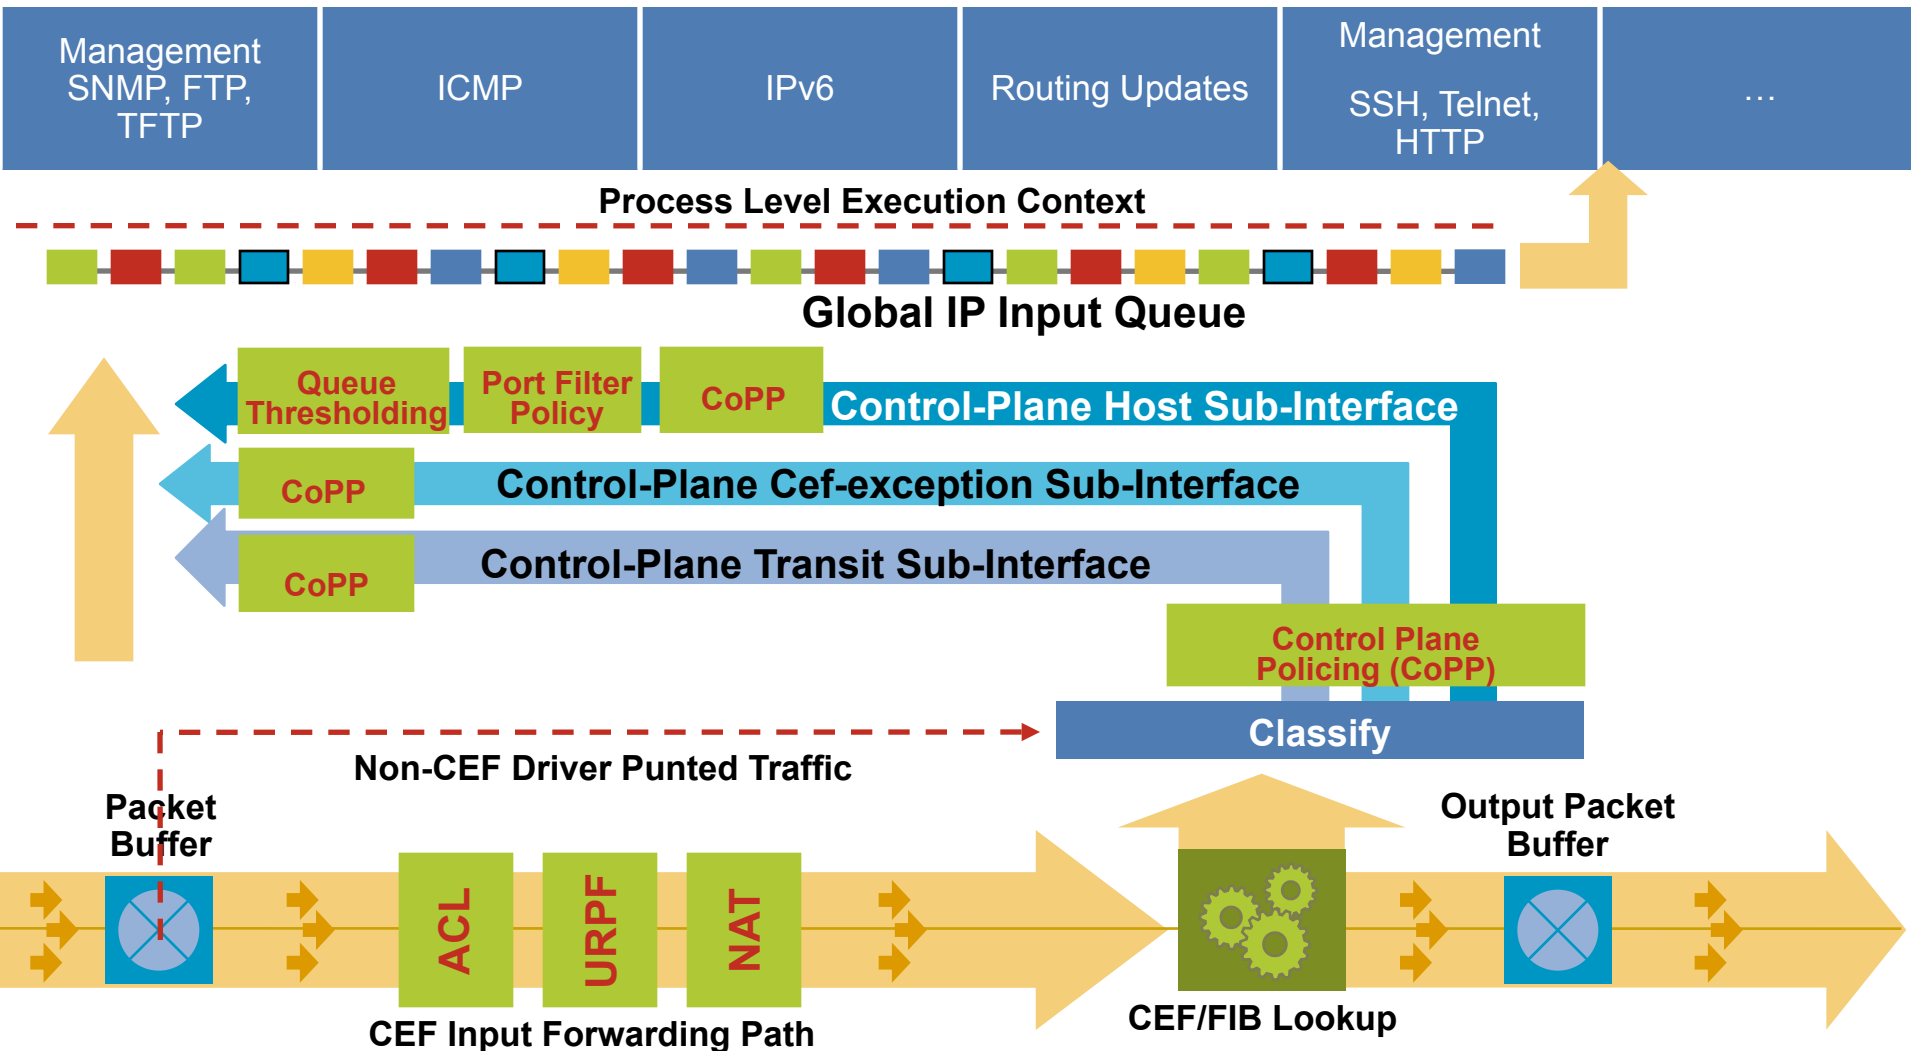 Management
SNMP, FTP,
TFTP
ICMP
IPv6
Routing Updates
Management
SSH, Telnet,
HTTP
...
Process Level Execution Context
Global IP Input Queue
Queue
Thresholding
Port Filter
Policy
CoPP
Control-Plane Host Sub-Interface
CoPP
Control-Plane Cef-exception Sub-Interface
CoPP
Control-Plane Transit Sub-Interface
Control Plane
Policing (CoPP)
Classify
Non-CEF Driver Punted Traffic
Packet
Buffer
Output Packet
Buffer
ACL
URPF
NAT
CEF Input Forwarding Path
CEF/FIB Lookup